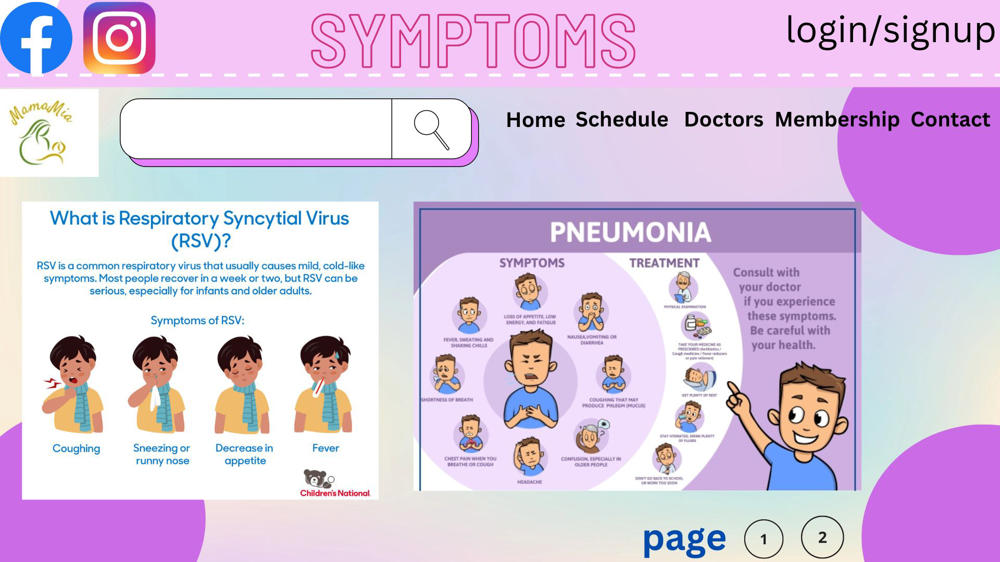 SYMPTOMS
login/signup
MamaMia
Home Schedule Doctors Membership Contact
What is Respiratory Syncytial Virus
(RSV)?
RSV is a common respiratory virus that usually causes mild, cold-like
symptoms. Most people recover in a week or two, but RSV can be
serious, especially for infants and older adults.
Symptoms of RSV:
Coughing
Sneezing or
runny nose
Decrease in
appetite
Fever
Children's National
PNEUMONIA
SYMPTOMS
LOSS OF APPETITE, LOW
ENERGY, AND FATIGUE
FEVER, SWEATING AND
SHAKING CHILLS
NAUSEA,VOMITING OR
DIARRHEA
SHORTNESS OF BREATH
COUGHING THAT MAY
PRODUCE PHLEGM (MUCUS)
CHEST PAIN WHEN YOU
BREATHE OR COUGH
CONFUSION, ESPECIALLY IN
OLDER PEOPLE
HEADACHE
TREATMENT
PHYSICAL EXAMINATION
TAKE YOUR MEDICINE AS
PRESCRIBED (Antibiotics /
Cough medicine / Fever reducers
or pain relievers)
GET PLENTY OF REST
STAY HYDRATED, DRINK PLENTY
OF FLUIDS
DON'T GO BACK TO SCHOOL
OR WORK TOO SOON
Consult with
your doctor
if you experience
these symptoms.
Be careful with
your health.
page 1 2